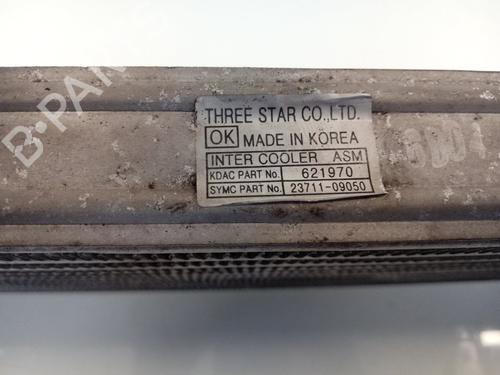 THREE STAR CO.,LTD.
OK MADE IN KOREA
INTER COOLER ASM
KDAC PART No. 621970
SYMC PART No. 23711-09050
B-PARTS